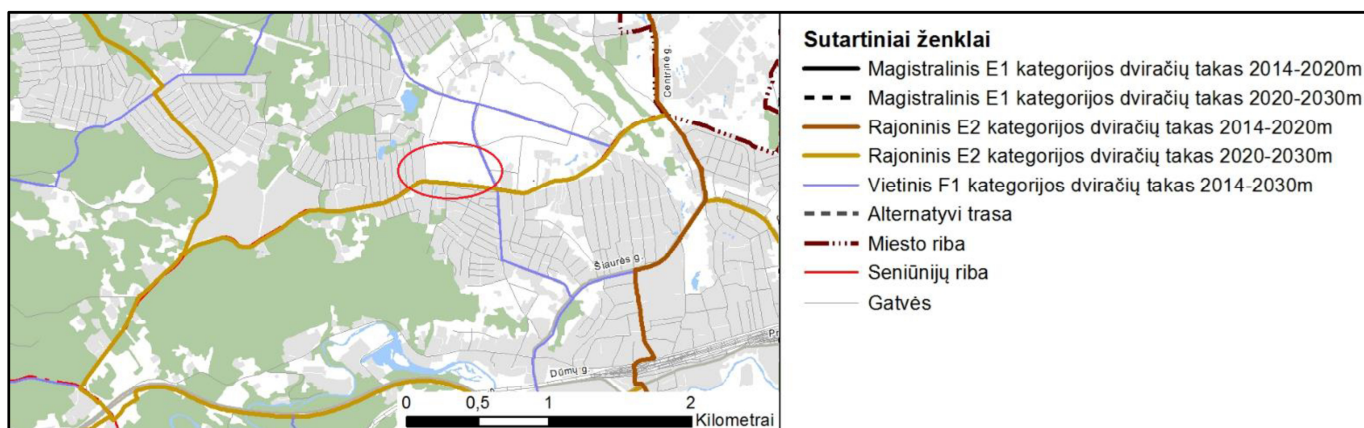 Centrinė g.
Šiaurės g.
Dūmų g.
Pr
0 0,5 1 2
Kilometrai
Sutartiniai ženklai
Magistralinis E1 kategorijos dviračių takas 2014-2020m
Magistralinis E1 kategorijos dviračių takas 2020-2030m
Rajoninis E2 kategorijos dviračių takas 2014-2020m
Rajoninis E2 kategorijos dviračių takas 2020-2030m
Vietinis F1 kategorijos dviračių takas 2014-2030m
Alternatyvi trasa
Miesto riba
Seniūnijų riba
Gatvės